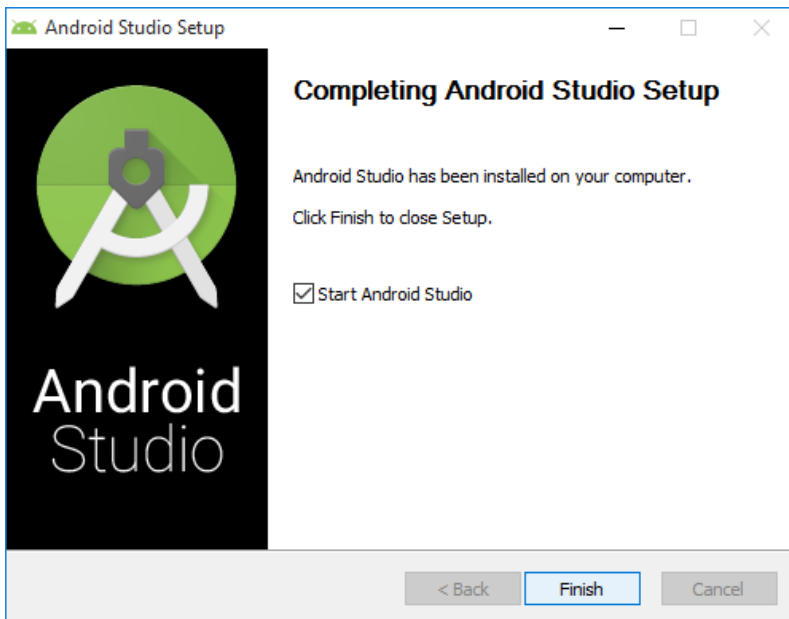 Android Studio Setup
Completing Android Studio Setup
Android Studio has been installed on your computer.
Click Finish to close Setup.
Start Android Studio
Android
Studio
< Back
Finish
Cancel